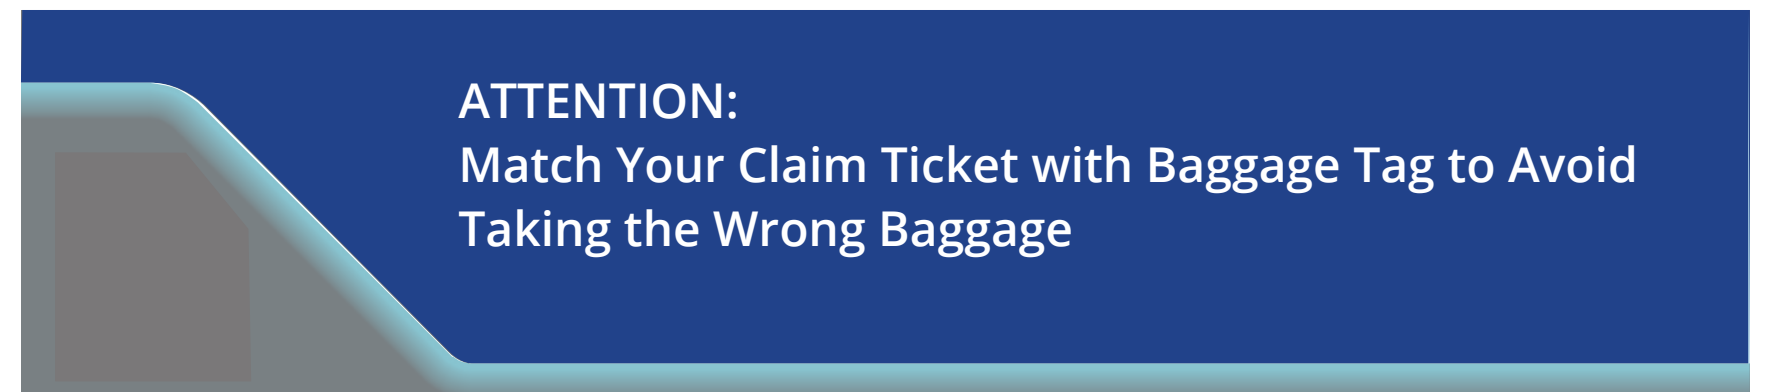 ATTENTION:
Match Your Claim Ticket with Baggage Tag to Avoid
Taking the Wrong Baggage